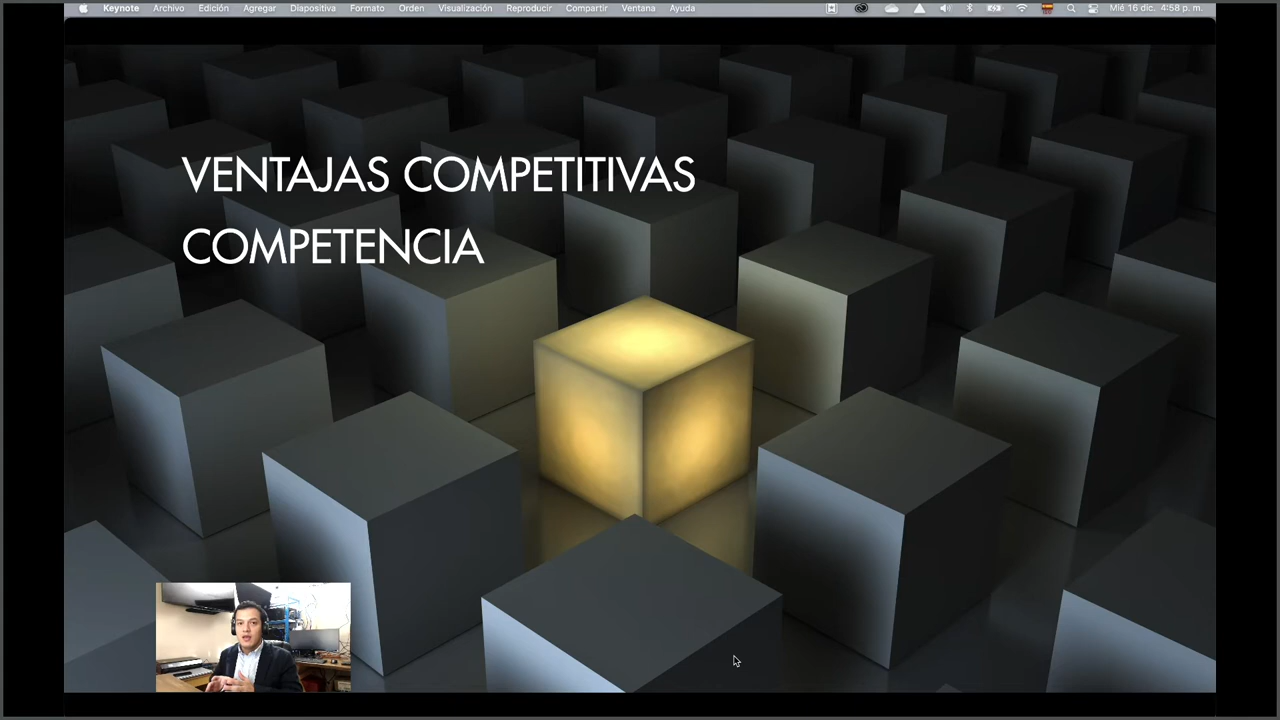 Keynote Archivo Edición Agregar Diapositiva Formato Orden Visualización Reproducir Compartir Ventana Ayuda Mié 16 dic. 4:58 p. m.
VENTAJAS COMPETITIVAS
COMPETENCIA